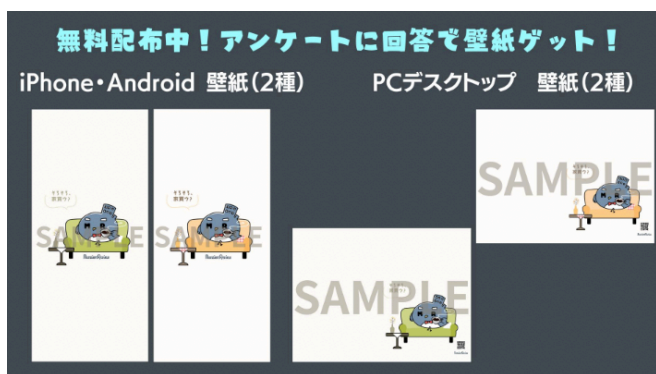 無料配布中！アンケートに回答で壁紙ゲット！
iPhone・Android 壁紙（2種）
PCデスクトップ 壁紙（2種）
SAMPLE
SAMPLE
SAMPLE
SAMPLE